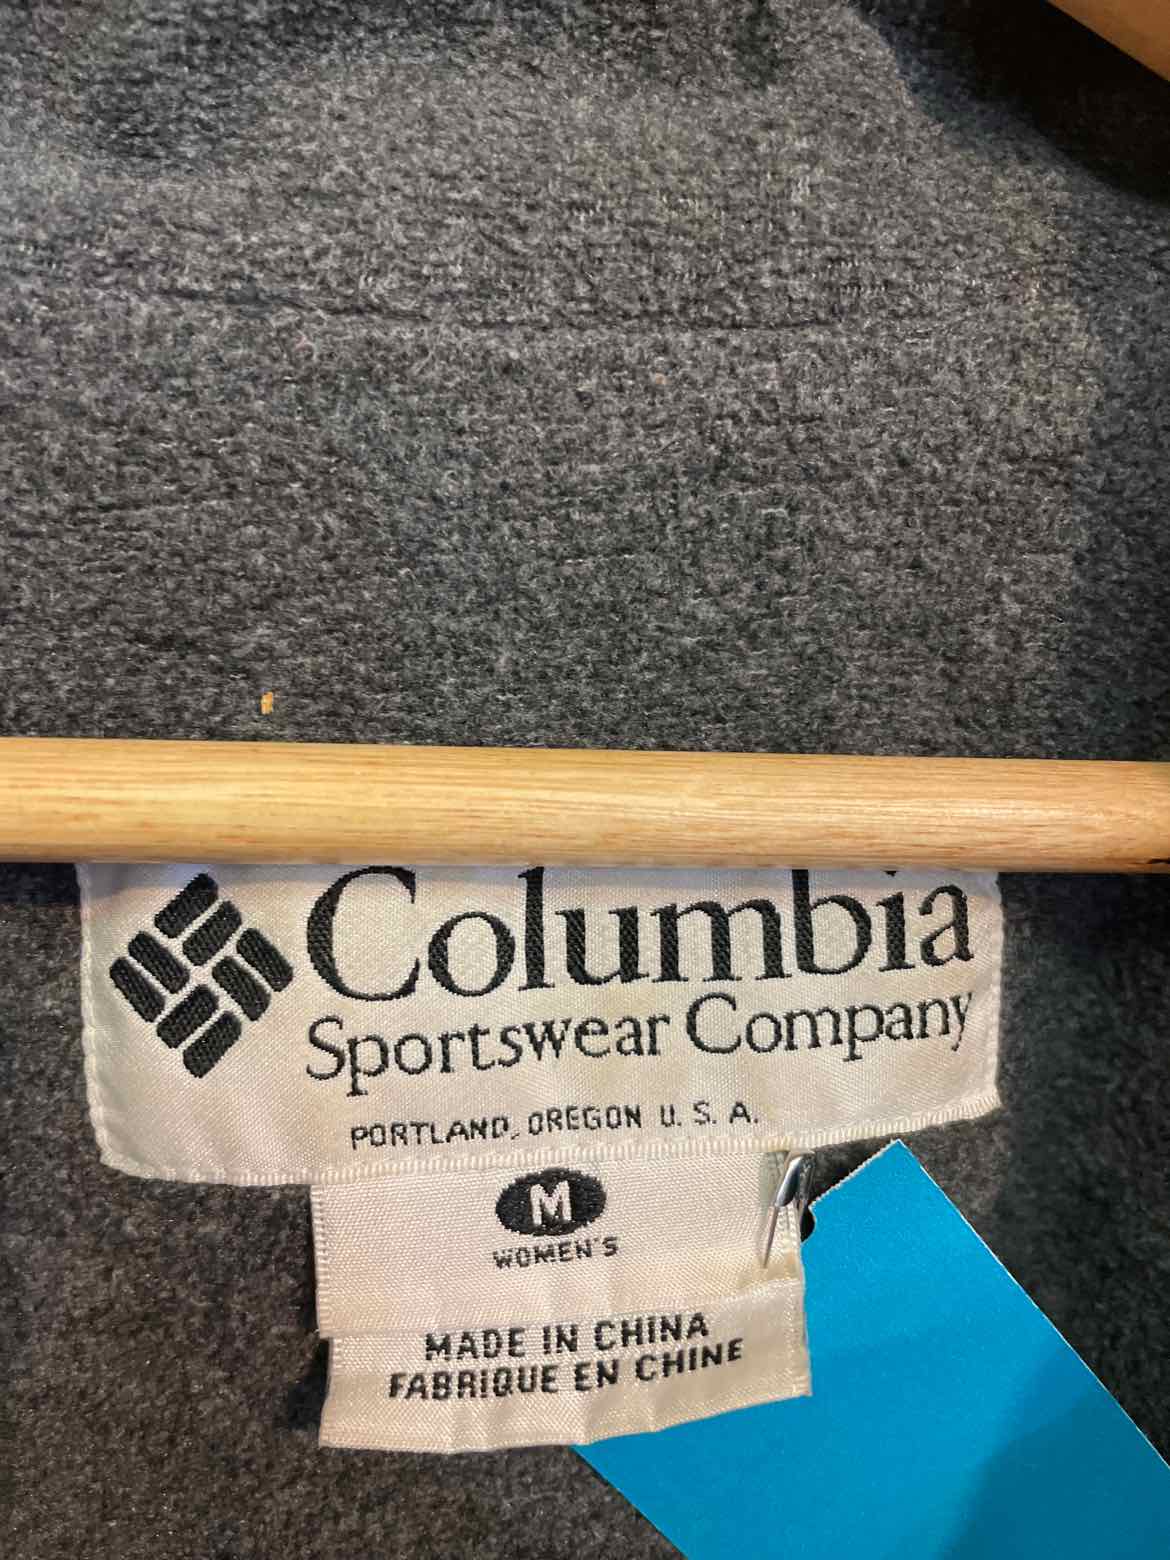 Columbia
Sportswear Company
PORTLAND, OREGON U. S. A.
M
WOMEN'S
MADE IN CHINA
FABRIQUE EN CHINE